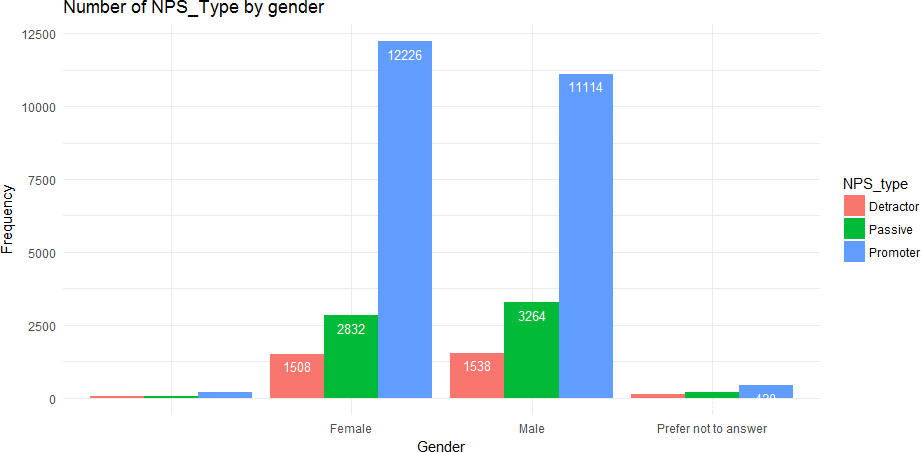 Number of NPS_Type by gender
12500
10000
7500
5000
2500
0
Frequency
1508
2832
12226
1538
3264
11114
Female
Male
Prefer not to answer
Gender
NPS_type
Detractor
Passive
Promoter